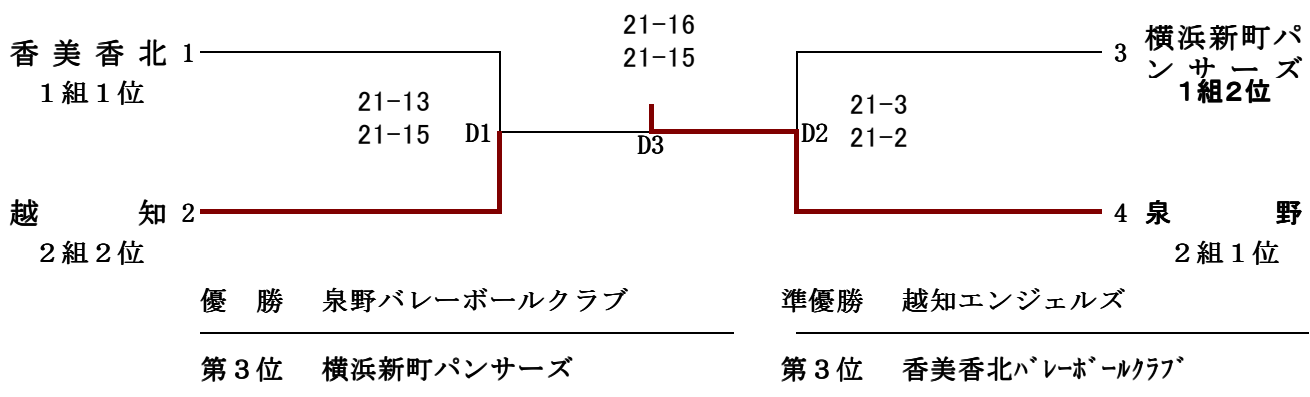 21-16
21-15
香美香北 1
1組1位
3 横浜新町パ
ンサーズ
1組2位
21-13
21-15
D1
D3
D2
21-3
21-2
越知 2
2組2位
4 泉野
2組1位
優 勝 泉野バレーボールクラブ
準優勝 越知エンジェルズ
第3位 横浜新町パンサーズ
第3位 香美香北ﾊﾞﾚｰﾎﾞｰﾙｸﾗﾌﾞ